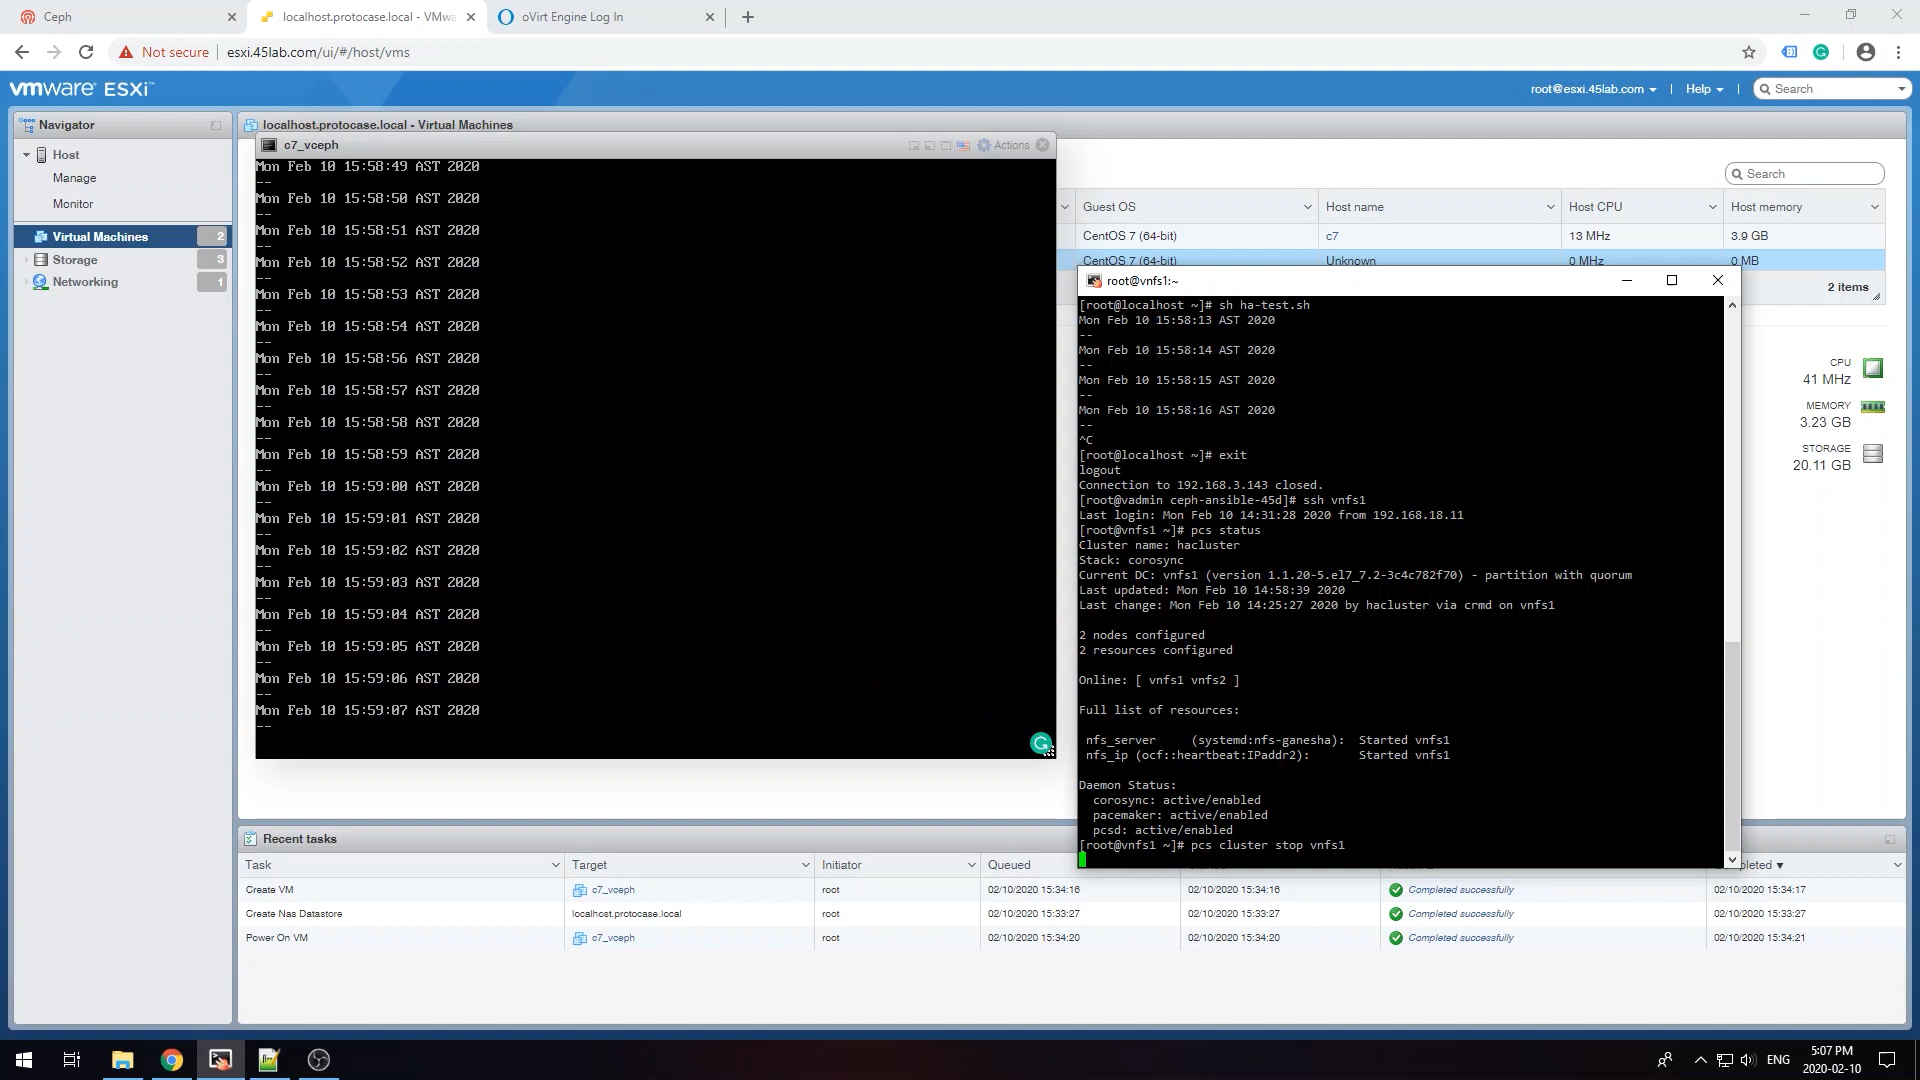 Ceph
localhost.protocase.local - VMwa
oVirt Engine Log In
Not secure
esxi.45lab.com/ui/#/host/vms
vmware ESXi™
root@esxi.45lab.com
Help
Search
Navigator
Host
Manage
Monitor
Virtual Machines 2
Storage 3
Networking 1
localhost.protocase.local - Virtual Machines
Search
Guest OS
Host name
Host CPU
Host memory
CentOS 7 (64-bit)
c7
13 MHz
3.9 GB
CentOS 7 (64-bit)
Unknown
0 MHz
0 MB
2 items
CPU
41 MHz
MEMORY
3.23 GB
STORAGE
20.11 GB
c7_vceph
Actions
Mon Feb 10 15:58:49 AST 2020
--
Mon Feb 10 15:58:50 AST 2020
--
Mon Feb 10 15:58:51 AST 2020
--
Mon Feb 10 15:58:52 AST 2020
--
Mon Feb 10 15:58:53 AST 2020
--
Mon Feb 10 15:58:54 AST 2020
--
Mon Feb 10 15:58:56 AST 2020
--
Mon Feb 10 15:58:57 AST 2020
--
Mon Feb 10 15:58:58 AST 2020
--
Mon Feb 10 15:58:59 AST 2020
--
Mon Feb 10 15:59:00 AST 2020
--
Mon Feb 10 15:59:01 AST 2020
--
Mon Feb 10 15:59:02 AST 2020
--
Mon Feb 10 15:59:03 AST 2020
--
Mon Feb 10 15:59:04 AST 2020
--
Mon Feb 10 15:59:05 AST 2020
--
Mon Feb 10 15:59:06 AST 2020
--
Mon Feb 10 15:59:07 AST 2020
--
root@vnfs1:~
[root@localhost ~]# sh ha-test.sh
Mon Feb 10 15:58:13 AST 2020
--
Mon Feb 10 15:58:14 AST 2020
--
Mon Feb 10 15:58:15 AST 2020
--
Mon Feb 10 15:58:16 AST 2020
--
^C
[root@localhost ~]# exit
logout
Connection to 192.168.3.143 closed.
[root@vadmin ceph-ansible-45d]# ssh vnfs1
Last login: Mon Feb 10 14:31:28 2020 from 192.168.18.11
[root@vnfs1 ~]# pcs status
Cluster name: hacluster
Stack: corosync
Current DC: vnfs1 (version 1.1.20-5.el7_7.2-3c4c782f70) - partition with quorum
Last updated: Mon Feb 10 14:58:39 2020
Last change: Mon Feb 10 14:25:27 2020 by hacluster via crmd on vnfs1
2 nodes configured
2 resources configured
Online: [ vnfs1 vnfs2 ]
Full list of resources:
nfs_server (systemd:nfs-ganesha): Started vnfs1
nfs_ip (ocf::heartbeat:IPaddr2): Started vnfs1
Daemon Status:
corosync: active/enabled
pacemaker: active/enabled
pcsd: active/enabled
[root@vnfs1 ~]# pcs cluster stop vnfs1
Recent tasks
Task
Target
Initiator
Queued
pleted
Create VM
c7_vceph
root
02/10/2020 15:34:16
02/10/2020 15:34:16
Completed successfully
02/10/2020 15:34:17
Create Nas Datastore
localhost.protocase.local
root
02/10/2020 15:33:27
02/10/2020 15:33:27
Completed successfully
02/10/2020 15:33:27
Power On VM
c7_vceph
root
02/10/2020 15:34:20
02/10/2020 15:34:20
Completed successfully
02/10/2020 15:34:21
ENG
5:07 PM
2020-02-10